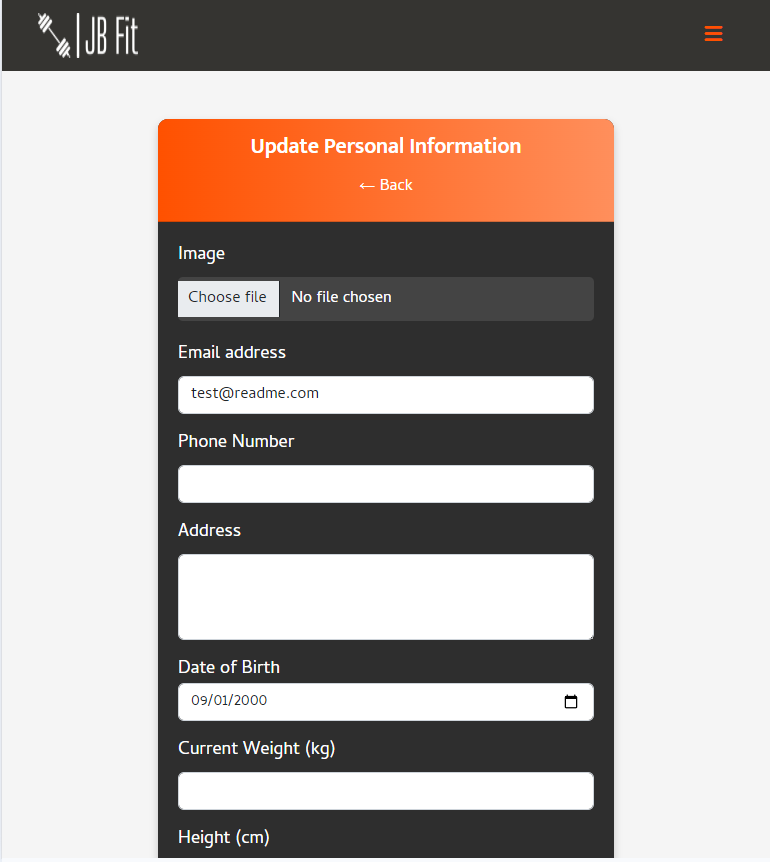 JB Fit
Update Personal Information
← Back
Image
Choose file No file chosen
Email address
test@readme.com
Phone Number
Address
Date of Birth
09/01/2000
Current Weight (kg)
Height (cm)